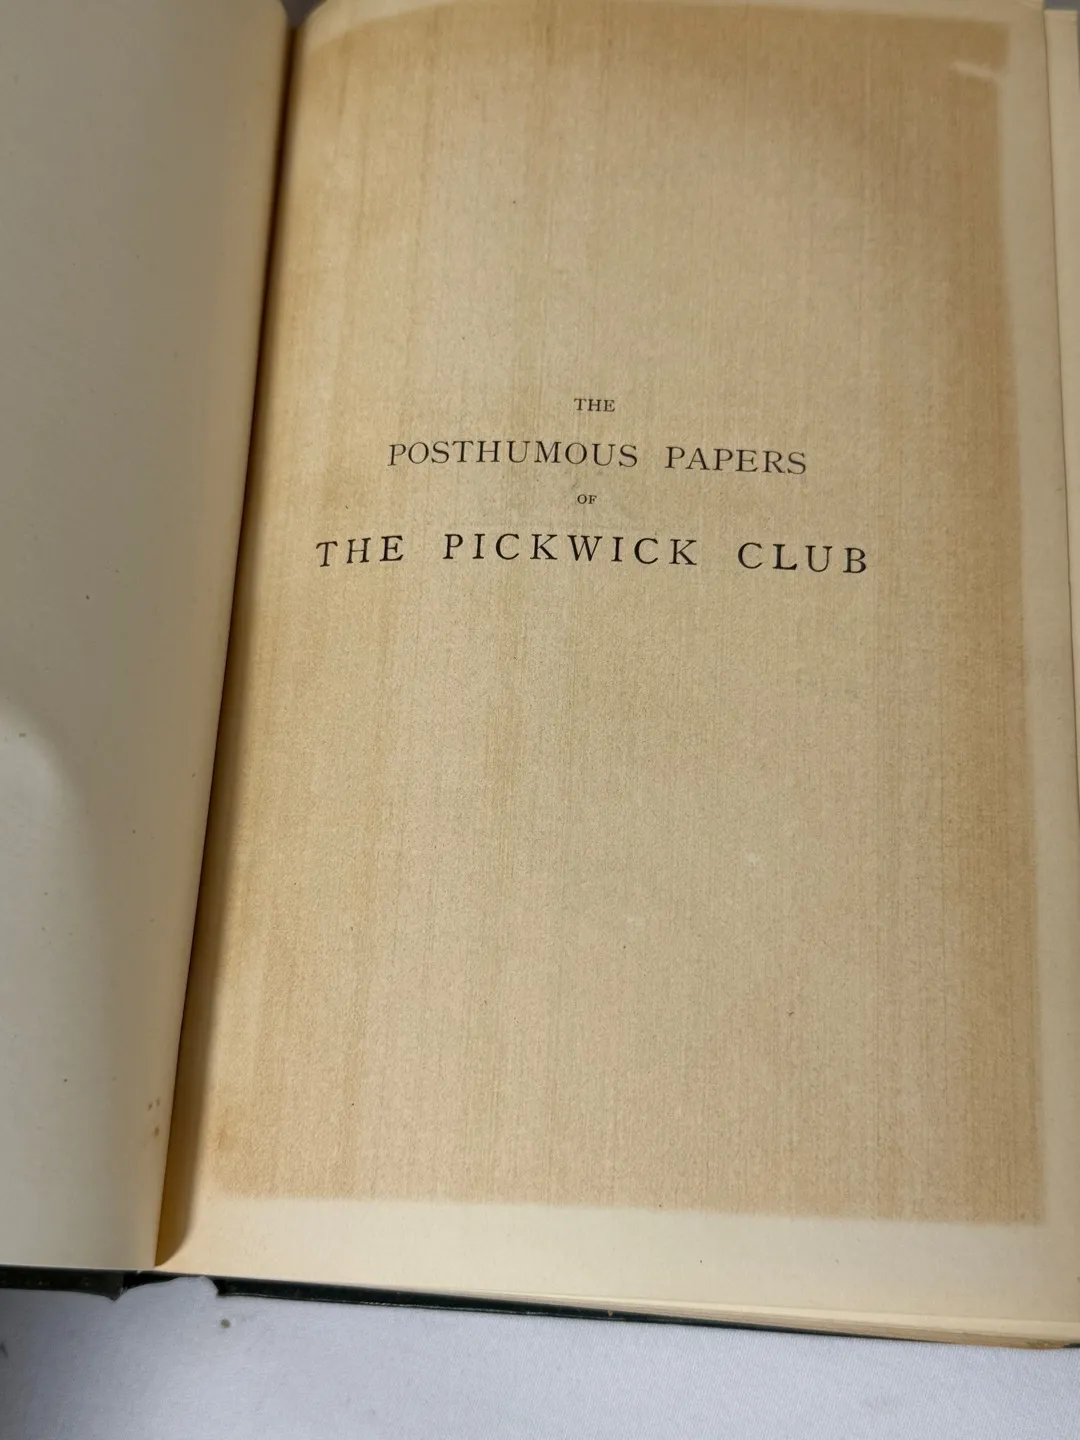 THE
POSTHUMOUS PAPERS
OF
THE PICKWICK CLUB